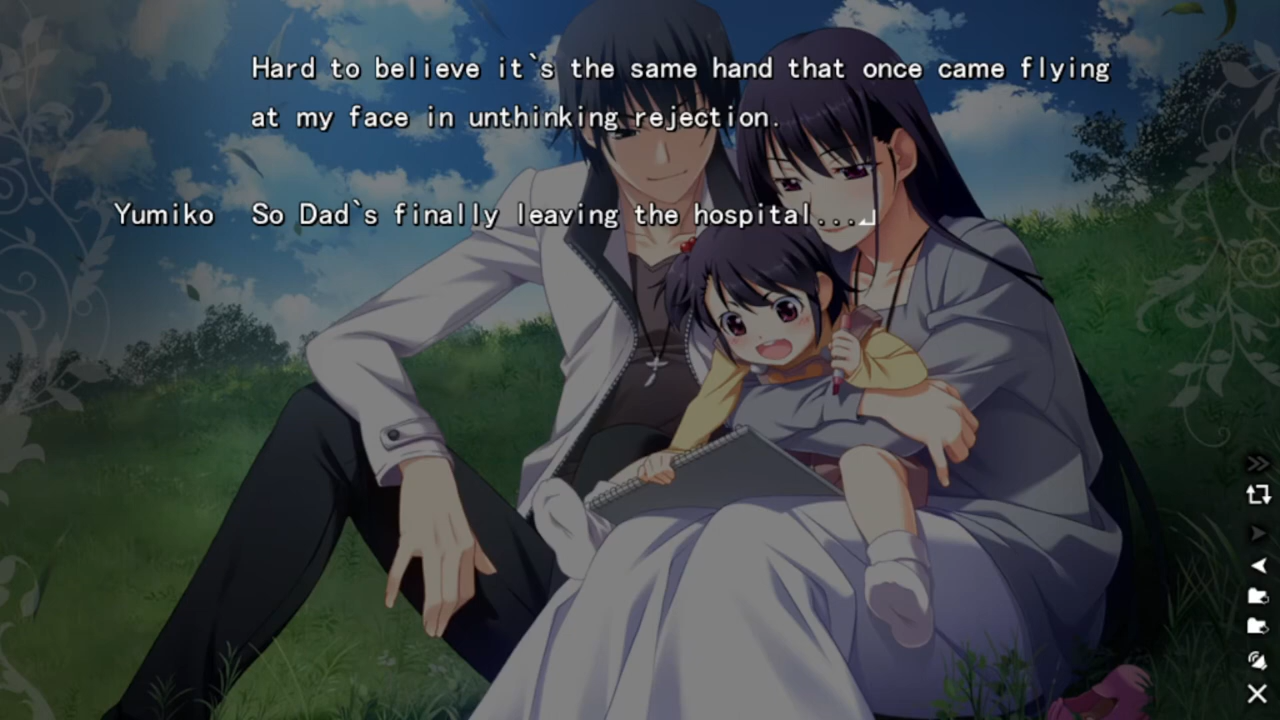 Hard to believe it`s the same hand that once came flying
at my face in unthinking rejection.
Yumiko So Dad`s finally leaving the hospital...